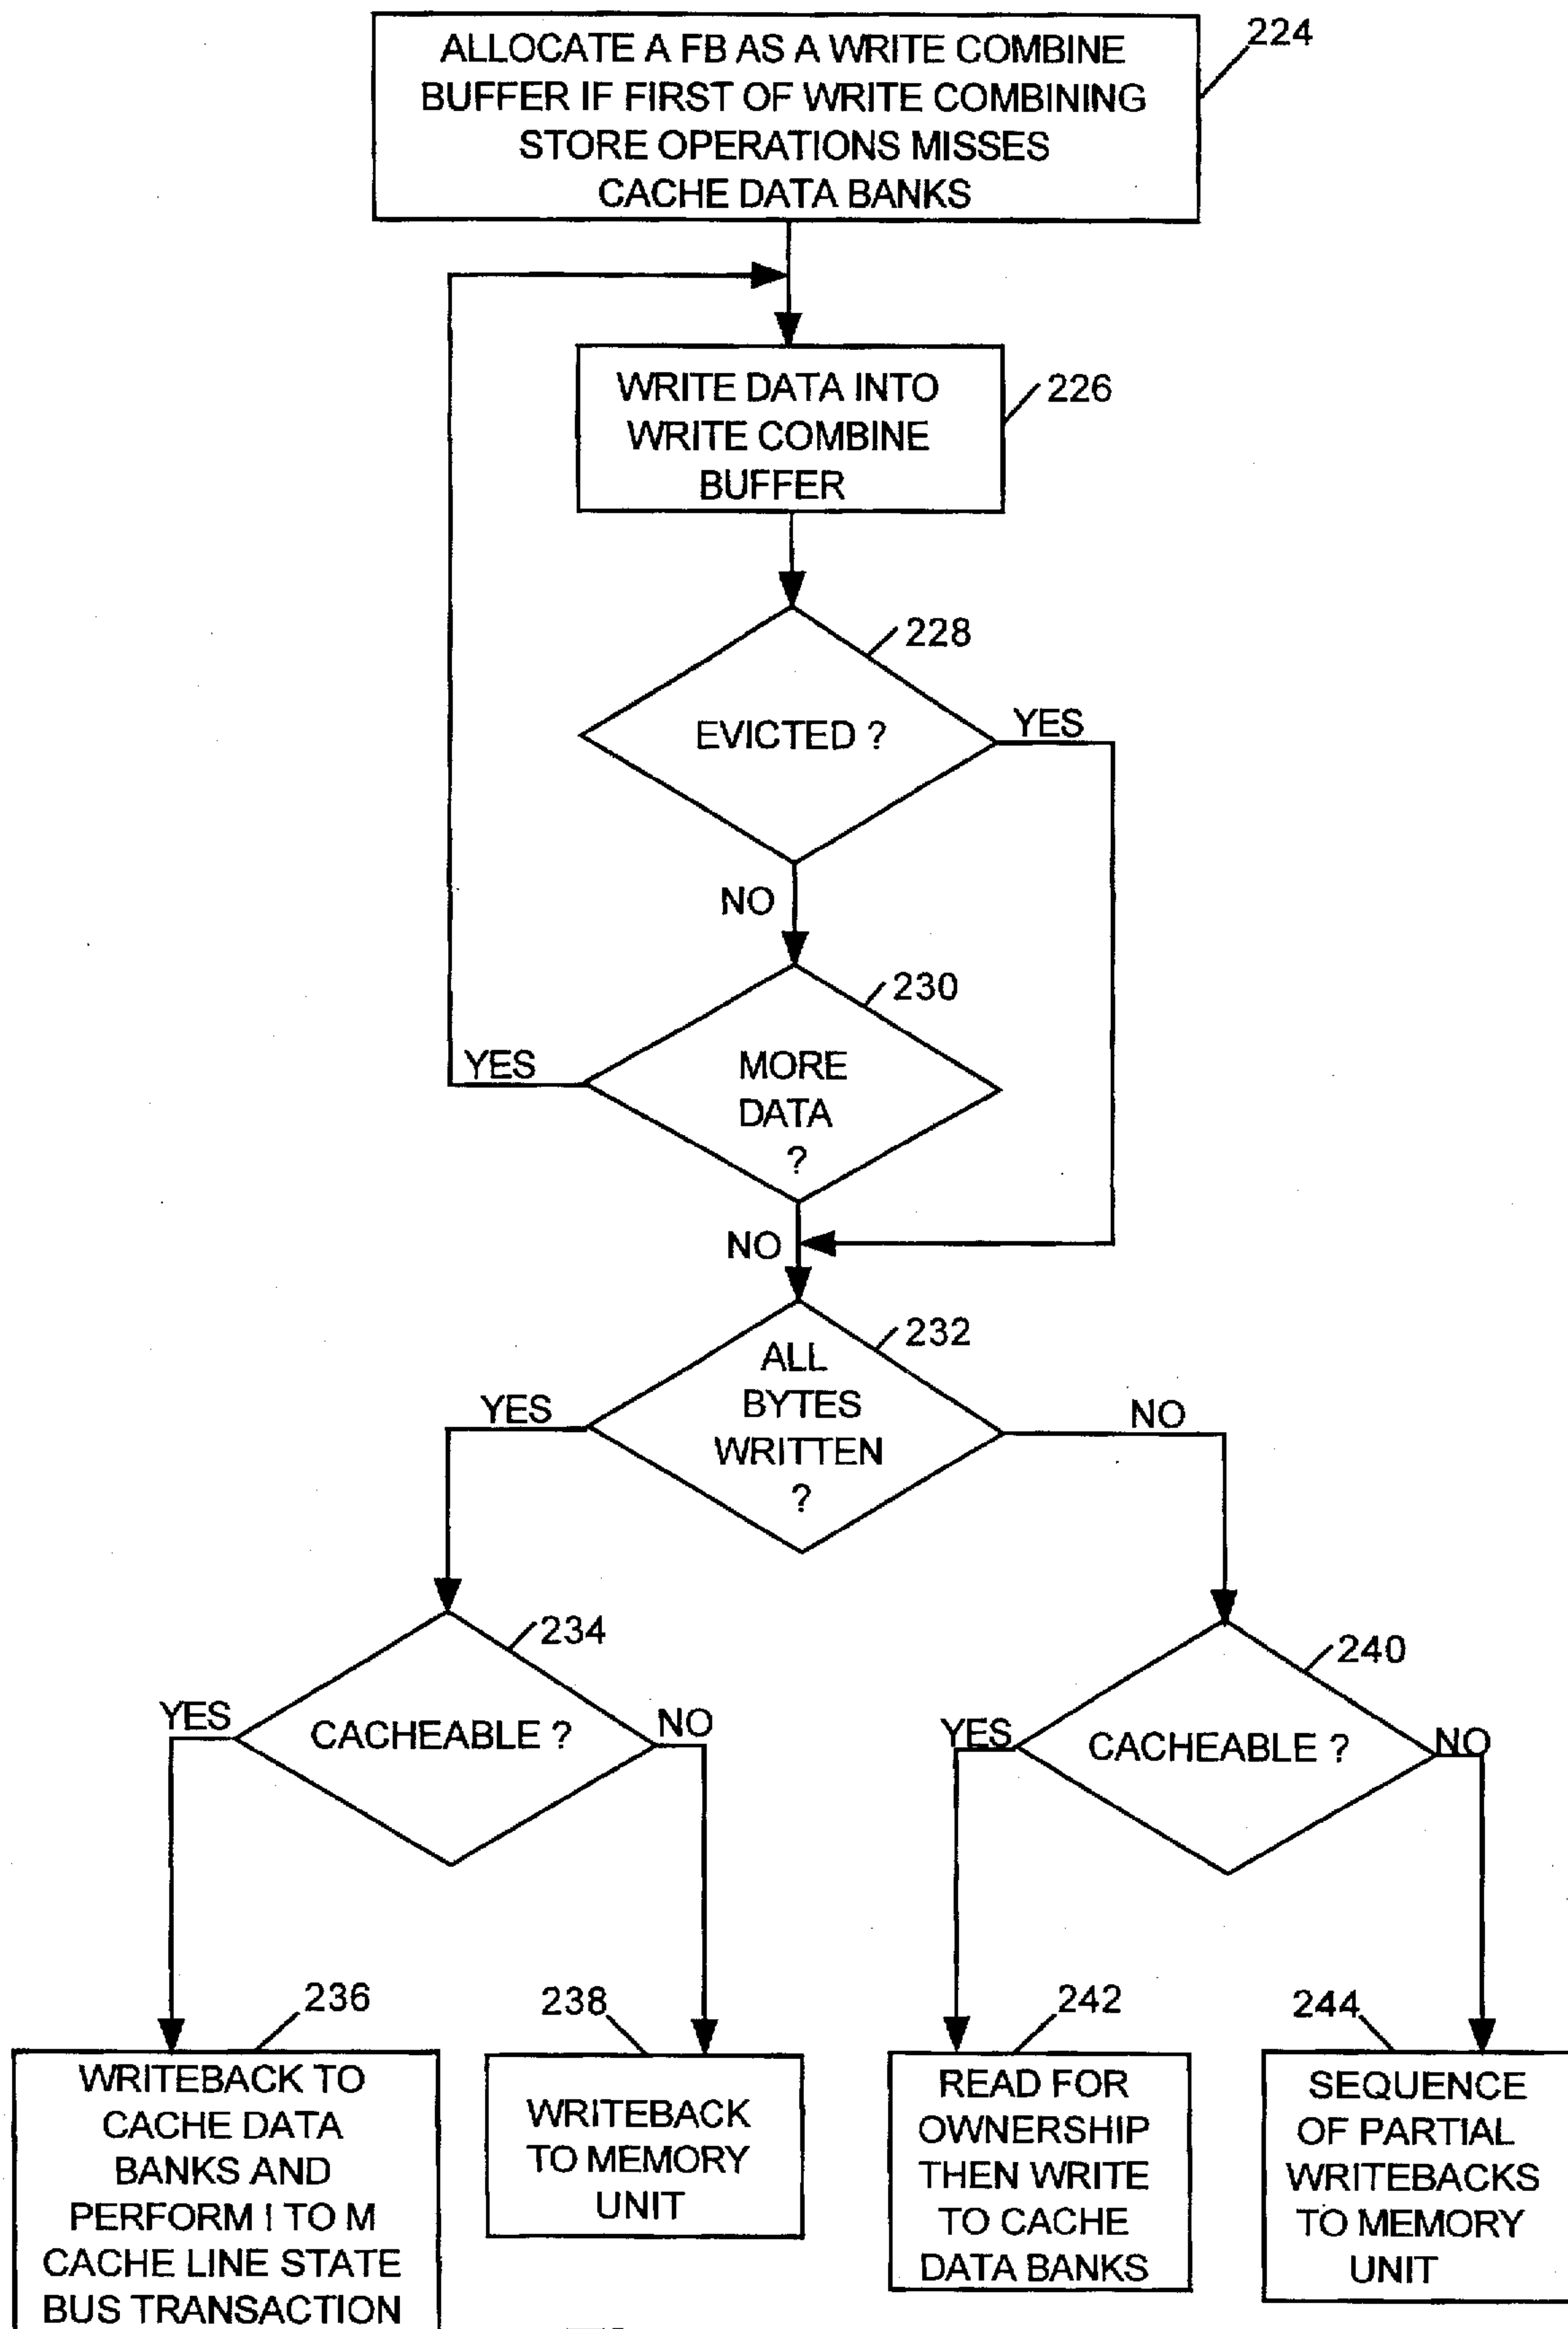 224
ALLOCATE A FB AS A WRITE COMBINE
BUFFER IF FIRST OF WRITE COMBINING
STORE OPERATIONS MISSES
CACHE DATA BANKS
WRITE DATA INTO
WRITE COMBINE
BUFFER
226
228
EVICTED ?
YES
NO
230
MORE
DATA
?
YES
NO
232
ALL
BYTES
WRITTEN
?
YES
NO
234
CACHEABLE ?
YES
NO
240
CACHEABLE ?
YES
NO
236
WRITEBACK TO
CACHE DATA
BANKS AND
PERFORM I TO M
CACHE LINE STATE
BUS TRANSACTION
238
WRITEBACK
TO MEMORY
UNIT
242
READ FOR
OWNERSHIP
THEN WRITE
TO CACHE
DATA BANKS
244
SEQUENCE
OF PARTIAL
WRITEBACKS
TO MEMORY
UNIT